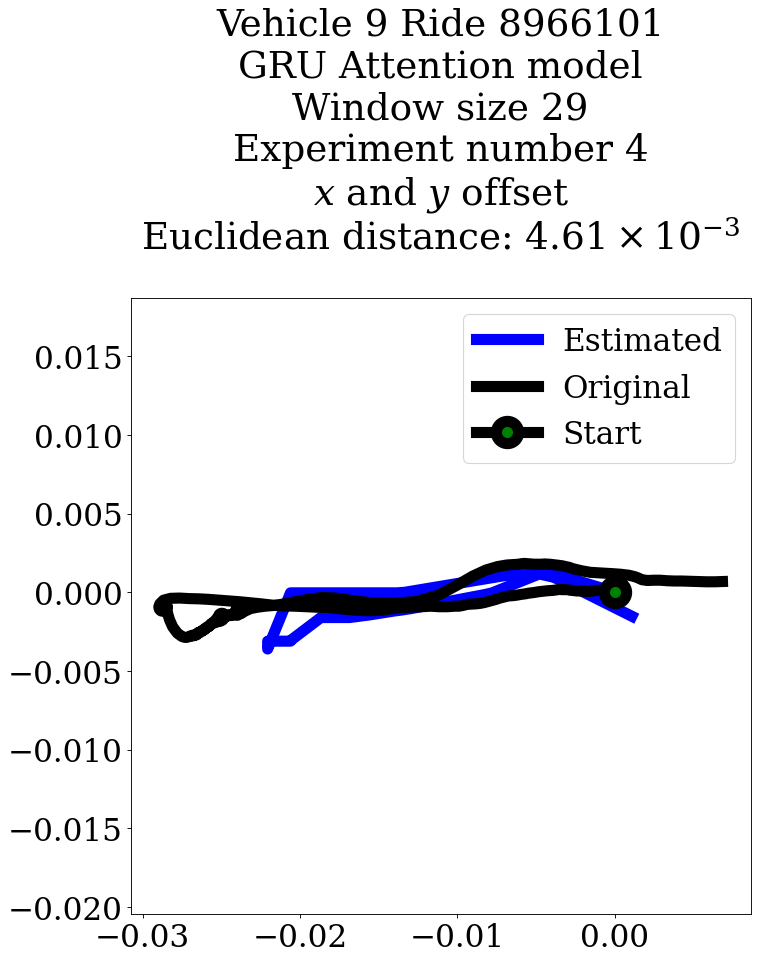 Vehicle 9 Ride 8966101
GRU Attention model
Window size 29
Experiment number 4
x and y offset
Euclidean distance: 4.61 × 10⁻³
Estimated
Original
Start
0.015
0.010
0.005
0.000
−0.005
−0.010
−0.015
−0.020
−0.03 −0.02 −0.01 0.00